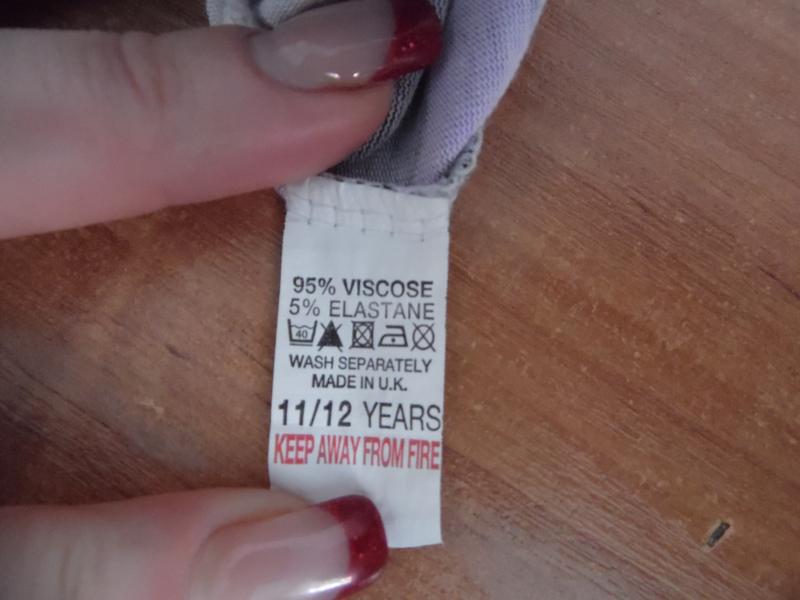 95% VISCOSE
5% ELASTANE
40
WASH SEPARATELY
MADE IN U.K.
11/12 YEARS
KEEP AWAY FROM FIRE